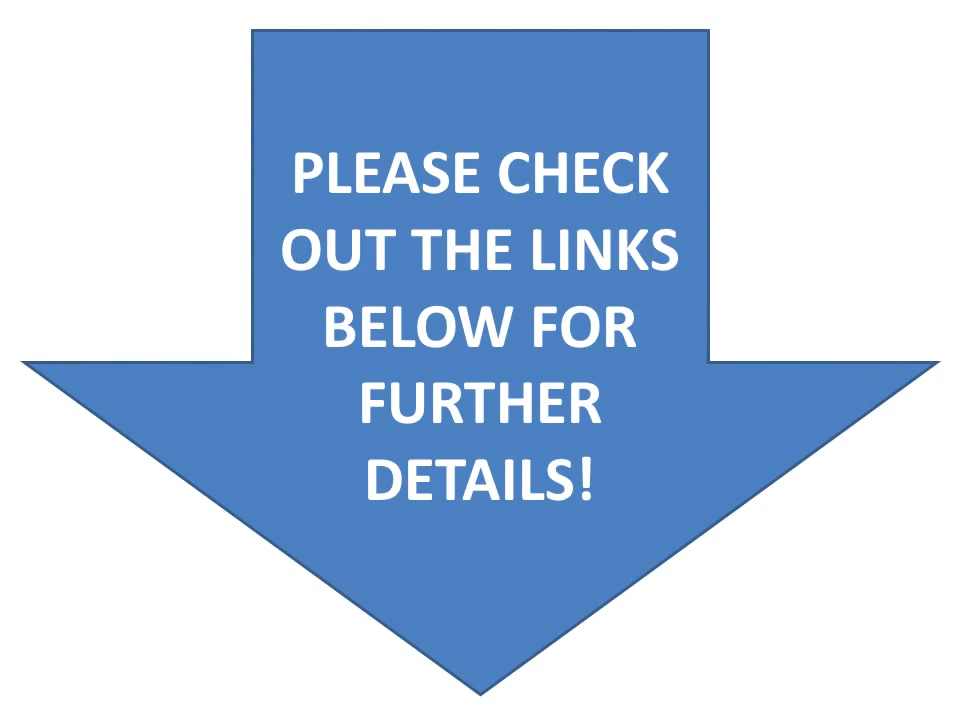 PLEASE CHECK
OUT THE LINKS
BELOW FOR
FURTHER
DETAILS!